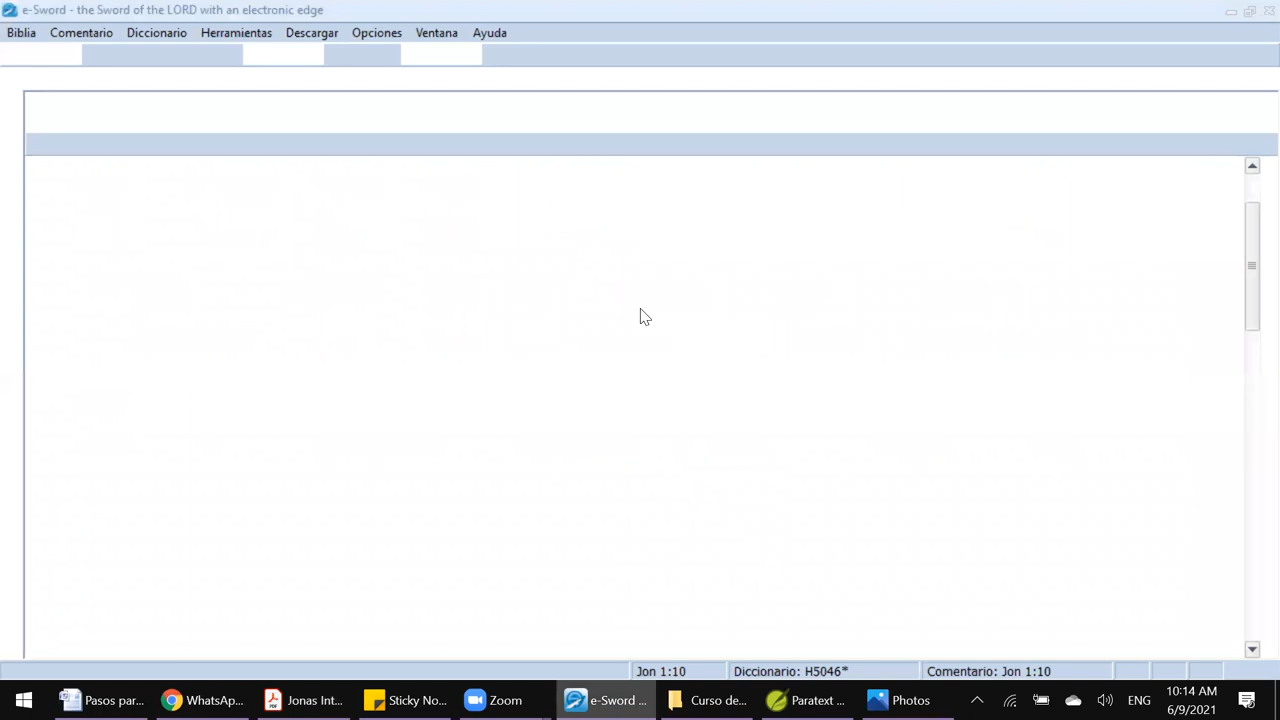 e-Sword - the Sword of the LORD with an electronic edge
Biblia Comentario Diccionario Herramientas Descargar Opciones Ventana Ayuda
Jon 1:10 Diccionario: H5046* Comentario: Jon 1:10
Pasos par... WhatsAp... Jonas Int... Sticky No... Zoom e-Sword ... Curso de... Paratext ... Photos ENG 10:14 AM
6/9/2021